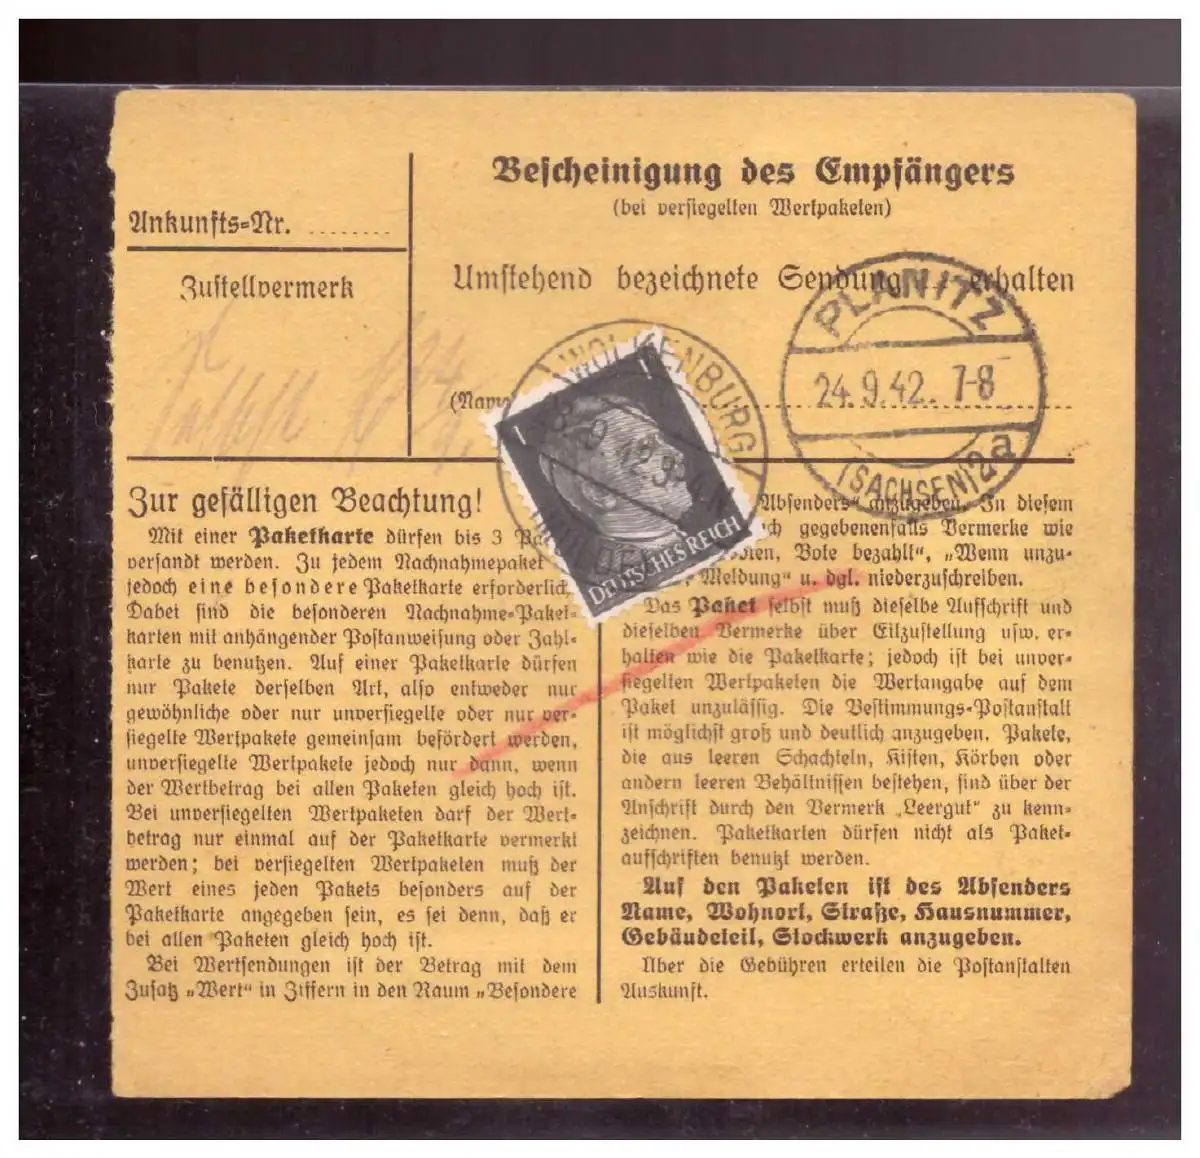 Bescheinigung des Empfängers
(bei versiegelten Wertpaketen)
Ankunfts-Nr. ........
Zustellvermerk
Umstehend bezeichnete Sendung erhalten
PLANITZ
24.9.42. 7-8
(SACHSEN) 2a
WOLKENBURG
1
1
DEUTSCHES REICH
Zur gefälligen Beachtung!
Mit einer Paketkarte dürfen bis 3
versandt werden. Zu jedem Nachnahmepaket
jedoch eine besondere Paketkarte erforderlich.
Dabei sind die besonderen Nachnahme-Paket-
karten mit anhängender Postanweisung oder Zahl-
karte zu benutzen. Auf einer Paketkarte dürfen
nur Pakete derselben Art, also entweder nur
gewöhnliche oder nur unversiegelte oder nur ver-
siegelte Wertpakete gemeinsam befördert werden,
unversiegelte Wertpakete jedoch nur dann, wenn
der Wertbetrag bei allen Paketen gleich hoch ist.
Bei unversiegelten Wertpaketen darf der Wert-
betrag nur einmal auf der Paketkarte vermerkt
werden; bei versiegelten Wertpaketen muß der
Wert eines jeden Pakets besonders auf der
Paketkarte angegeben sein, es sei denn, daß er
bei allen Paketen gleich hoch ist.
Bei Wertsendungen ist der Betrag mit dem
Zusatz „Wert“ in Ziffern in den Raum „Besondere
Absenders“ anzugeben. In diesem
gegebenenfalls Vermerke wie
Bote bezahlt“, „Wenn unzu-
Meldung“ u. dgl. niederzuschreiben.
Das Paket selbst muß dieselbe Aufschrift und
dieselben Vermerke über Eilzustellung usw. er-
halten wie die Paketkarte; jedoch ist bei unver-
siegelten Wertpaketen die Wertangabe auf dem
Paket unzulässig. Die Bestimmungs-Postanstalt
ist möglichst groß und deutlich anzugeben. Pakete,
die aus leeren Schachteln, Kisten, Körben oder
andern leeren Behältnissen bestehen, sind über der
Anschrift durch den Vermerk „Leergut“ zu kenn-
zeichnen. Paketkarten dürfen nicht als Paket-
aufschriften benutzt werden.
Auf den Paketen ist des Absenders
Name, Wohnort, Straße, Hausnummer,
Gebäudeteil, Stockwerk anzugeben.
Über die Gebühren erteilen die Postanstalten
Auskunft.